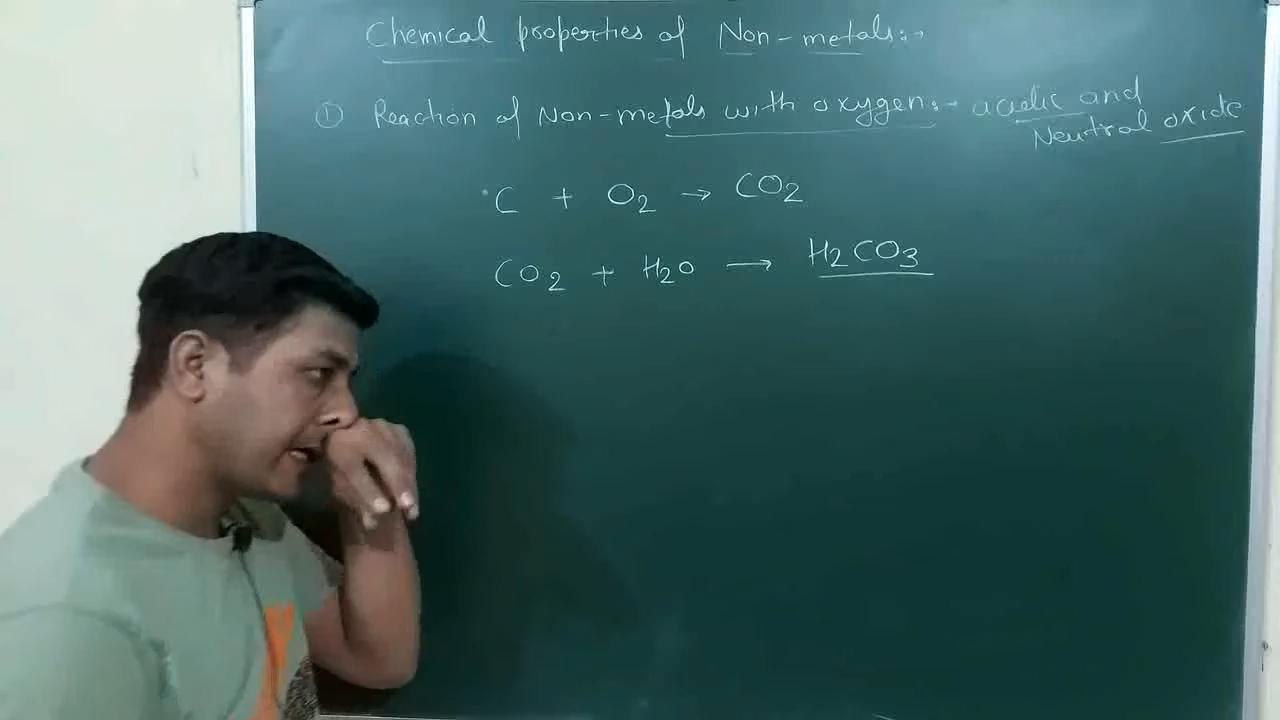 Chemical properties of Non-metals:→
① Reaction of Non-metals with oxygen:- acidic and
Neutral oxide
C + O2 → CO2
CO2 + H2O → H2CO3